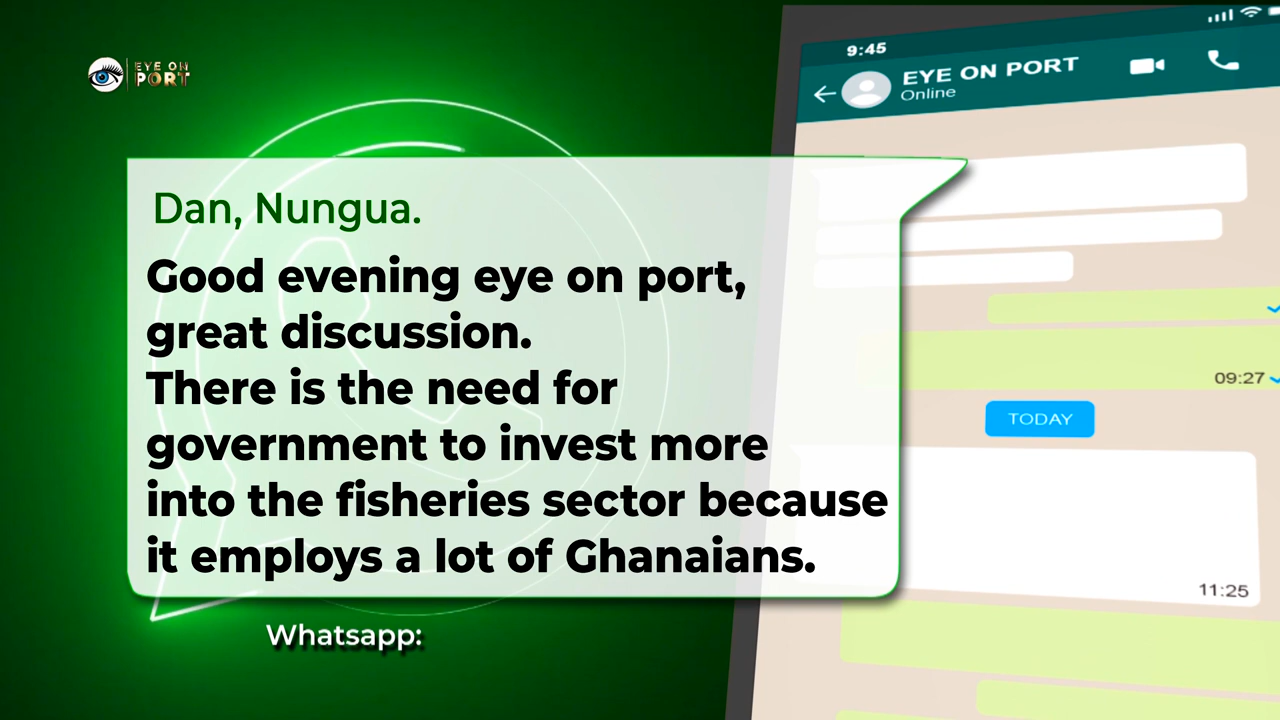 EYE ON
PORT
9:45
EYE ON PORT
Online
Dan, Nungua.
Good evening eye on port,
great discussion.
There is the need for
government to invest more
into the fisheries sector because
it employs a lot of Ghanaians.
09:27
TODAY
11:25
Whatsapp: